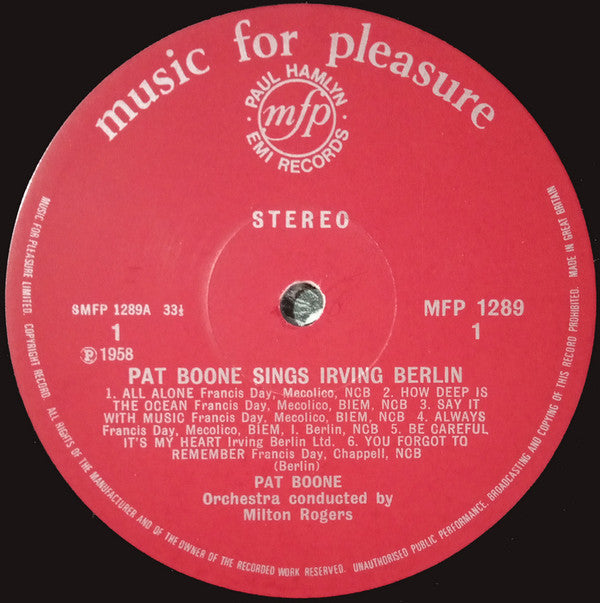 music for pleasure
· PAUL HAMLYN ·
mfp
EMI RECORDS
STEREO
SMFP 1289A 33⅓
1
Ⓟ1958
MFP 1289
1
PAT BOONE SINGS IRVING BERLIN
1. ALL ALONE Francis Day, Mecolico, NCB 2. HOW DEEP IS
THE OCEAN Francis Day, Mecolico, BIEM, NCB 3. SAY IT
WITH MUSIC Francis Day, Mecolico, BIEM, NCB 4. ALWAYS
Francis Day, Mecolico, BIEM, I. Berlin, NCB 5. BE CAREFUL
IT'S MY HEART Irving Berlin Ltd. 6. YOU FORGOT TO
REMEMBER Francis Day, Chappell, NCB
(Berlin)
PAT BOONE
Orchestra conducted by
Milton Rogers
MUSIC FOR PLEASURE LIMITED. COPYRIGHT RECORD. ALL RIGHTS OF THE MANUFACTURER AND OF THE OWNER OF THE RECORDED WORK RESERVED. UNAUTHORISED PUBLIC PERFORMANCE, BROADCASTING AND COPYING OF THIS RECORD PROHIBITED. MADE IN GREAT BRITAIN